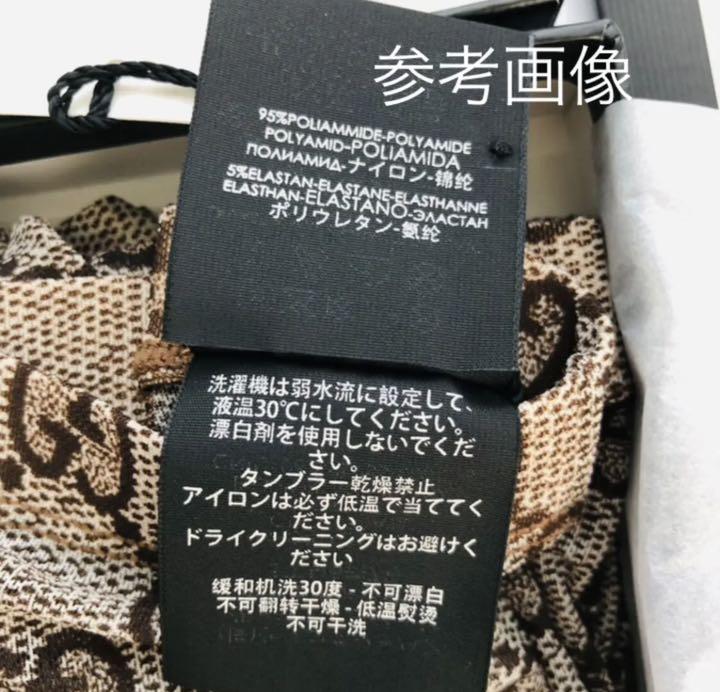 参考画像
95%POLIAMMIDE-POLYAMIDE
POLYAMID-POLIAMIDA
ПОЛИАМИД-ナイロン-锦纶
5%ELASTAN-ELASTANE-ELASTHANNE
ELASTHAN-ELASTANO-ЭЛАСТАН
ポリウレタン-氨纶
洗濯機は弱水流に設定して、
液温30℃にしてください。
漂白剤を使用しないでくだ
さい。
タンブラー乾燥禁止
アイロンは必ず低温で当ててく
ださい。
ドライクリーニングはお避けく
ださい
缓和机洗30度 - 不可漂白
不可翻转干燥 - 低温熨烫
不可干洗